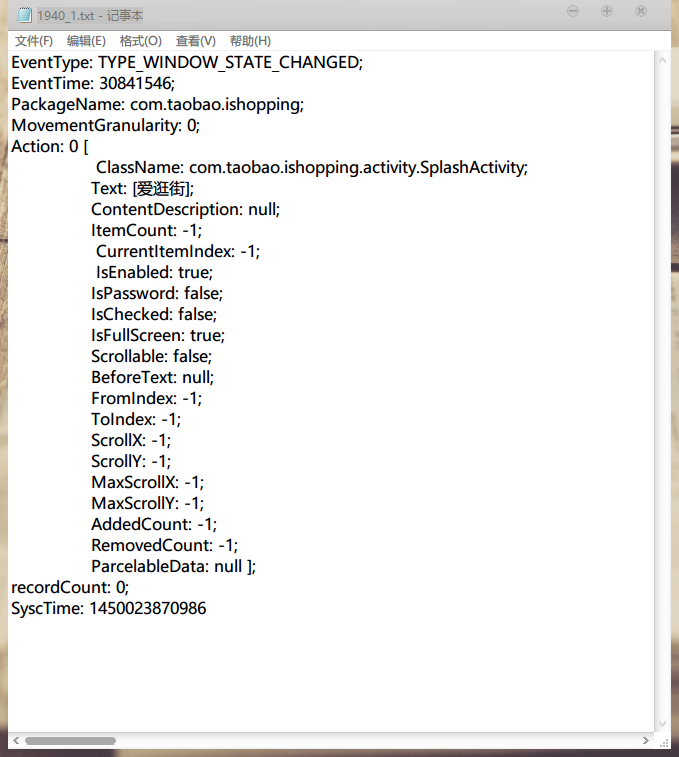 1940_1.txt - 记事本
文件(F) 编辑(E) 格式(O) 查看(V) 帮助(H)
EventType: TYPE_WINDOW_STATE_CHANGED;
EventTime: 30841546;
PackageName: com.taobao.ishopping;
MovementGranularity: 0;
Action: 0 [
ClassName: com.taobao.ishopping.activity.SplashActivity;
Text: [爱逛街];
ContentDescription: null;
ItemCount: -1;
CurrentItemIndex: -1;
IsEnabled: true;
IsPassword: false;
IsChecked: false;
IsFullScreen: true;
Scrollable: false;
BeforeText: null;
FromIndex: -1;
ToIndex: -1;
ScrollX: -1;
ScrollY: -1;
MaxScrollX: -1;
MaxScrollY: -1;
AddedCount: -1;
RemovedCount: -1;
ParcelableData: null ];
recordCount: 0;
SyscTime: 1450023870986